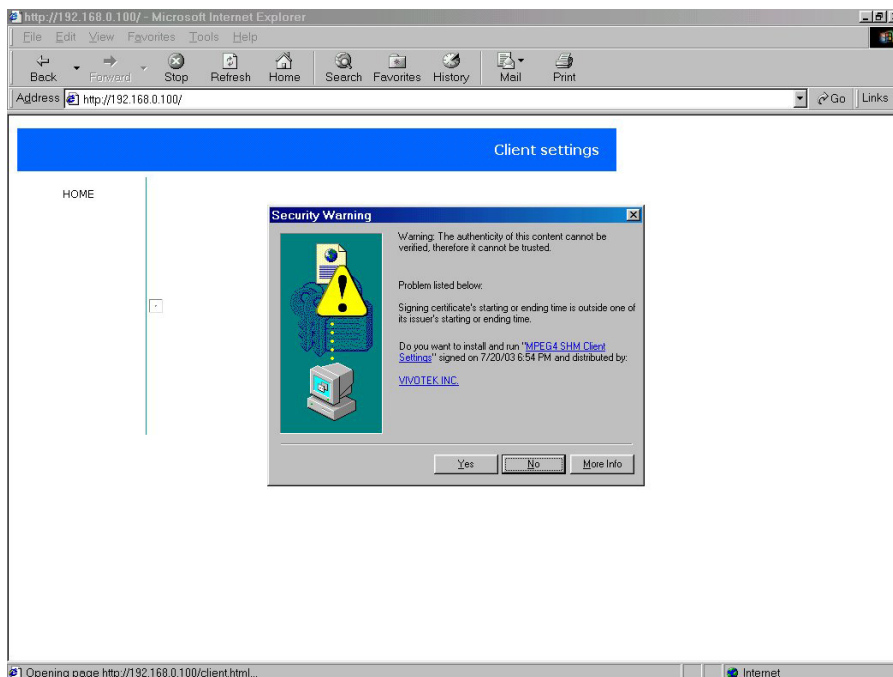 http://192.168.0.100/ - Microsoft Internet Explorer
File Edit View Favorites Tools Help
Back Forward Stop Refresh Home Search Favorites History Mail Print
Address http://192.168.0.100/ Go Links
Client settings
HOME
Security Warning
Warning: The authenticity of this content cannot be
verified, therefore it cannot be trusted.
Problem listed below:
Signing certificate's starting or ending time is outside one of
its issuer's starting or ending time.
Do you want to install and run "MPEG4 SHM Client
Settings" signed on 7/20/03 6:54 PM and distributed by:
VIVOTEK INC.
Yes No More Info
Opening page http://192.168.0.100/client.html... Internet